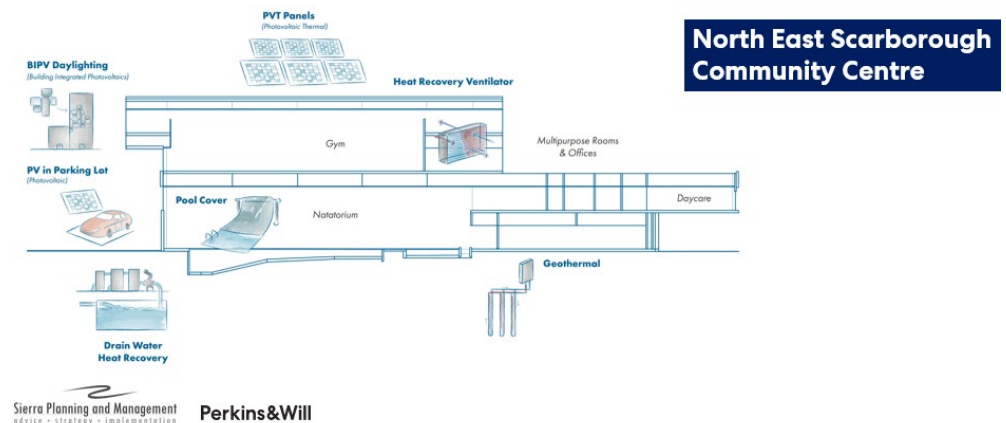 PVT Panels
(Photovoltaic Thermal)
North East Scarborough
Community Centre
BIPV Daylighting
(Building Integrated Photovoltaics)
Heat Recovery Ventilator
Gym
Multipurpose Rooms
& Offices
PV in Parking Lot
(Photovoltaic)
Pool Cover
Natatorium
Daycare
Geothermal
Drain Water
Heat Recovery
Sierra Planning and Management
advice • strategy • implementation
Perkins&Will